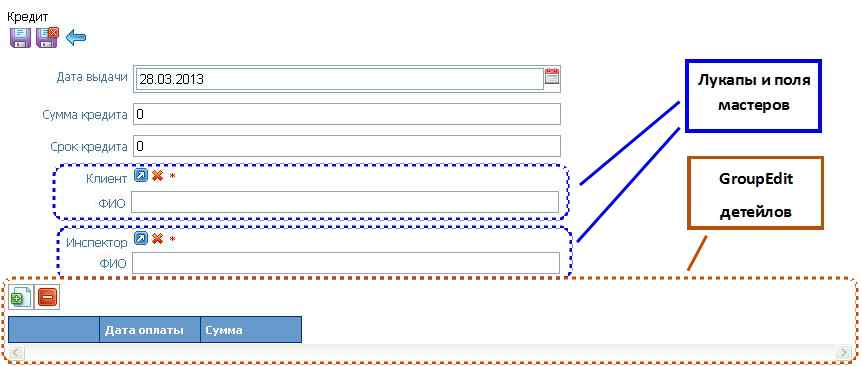 Кредит
Дата выдачи 28.03.2013
Сумма кредита 0
Срок кредита 0
Клиент *
ФИО
Инспектор *
ФИО
Дата оплаты Сумма
Лукапы и поля
мастеров
GroupEdit
детейлов